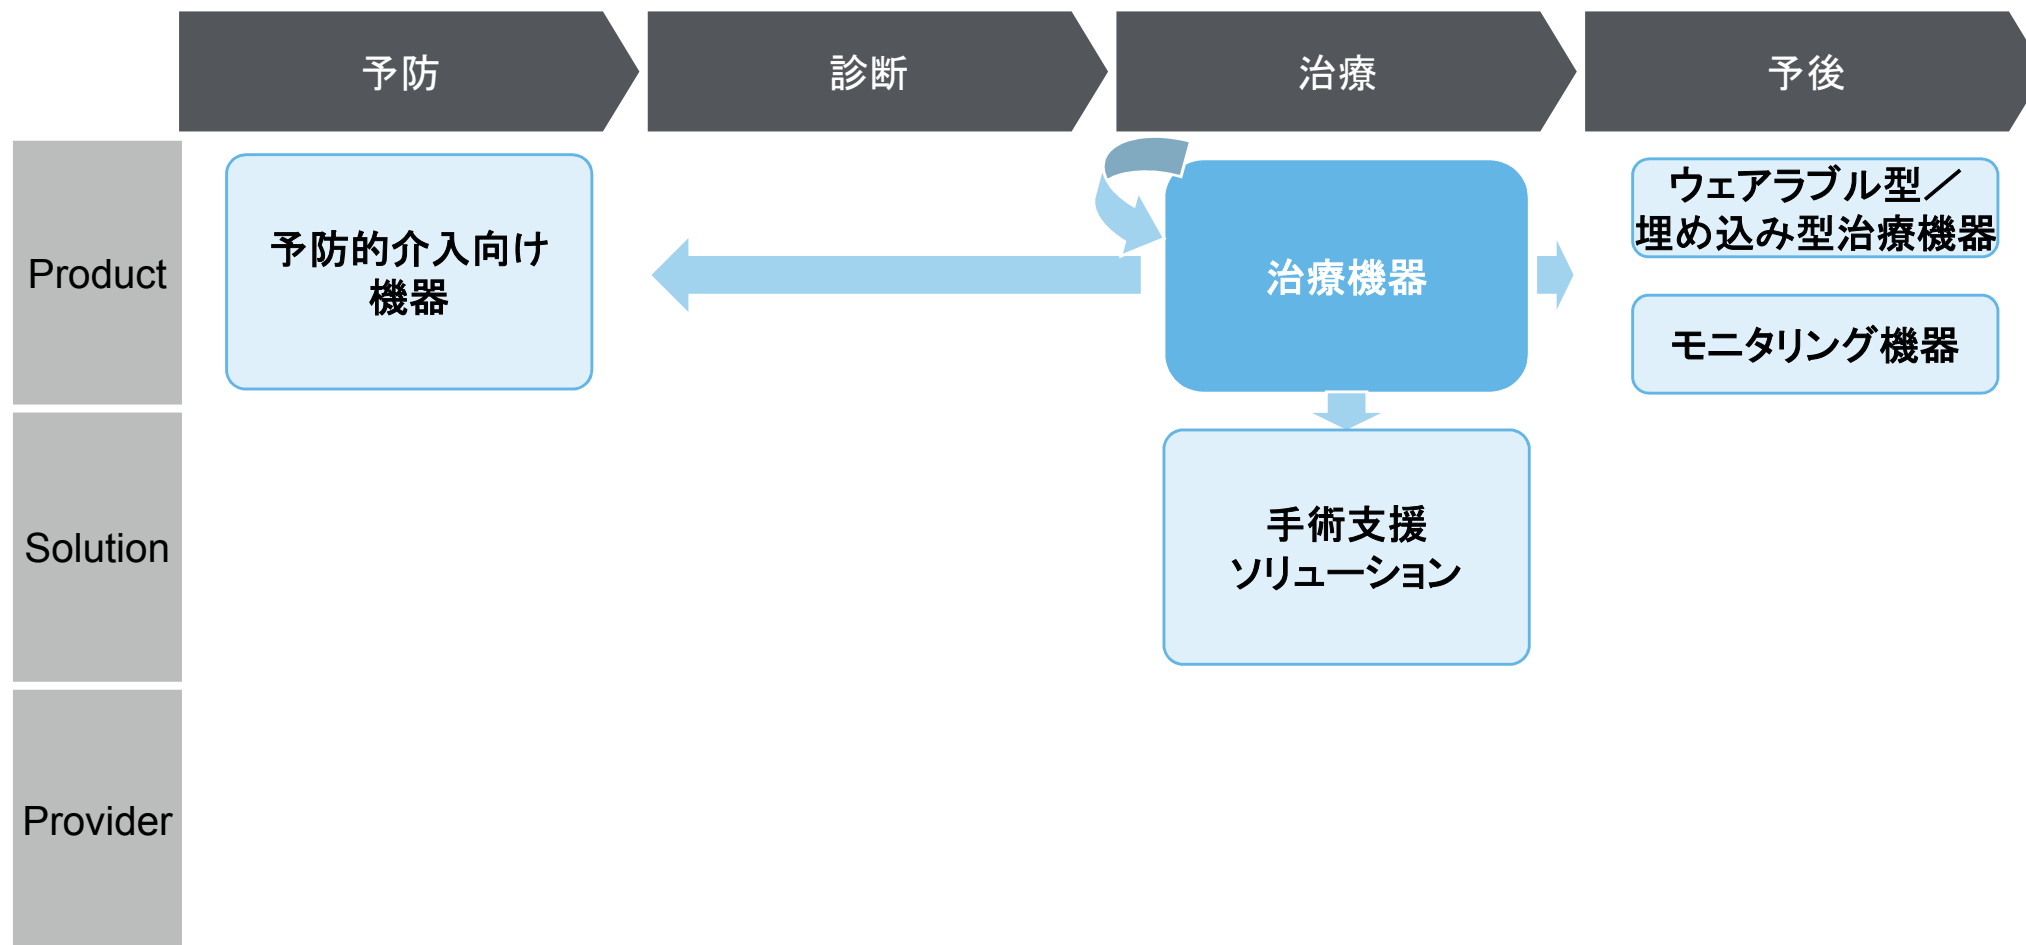 予防
診断
治療
予後
Product
予防的介入向け
機器
治療機器
ウェアラブル型／
埋め込み型治療機器
モニタリング機器
Solution
手術支援
ソリューション
Provider